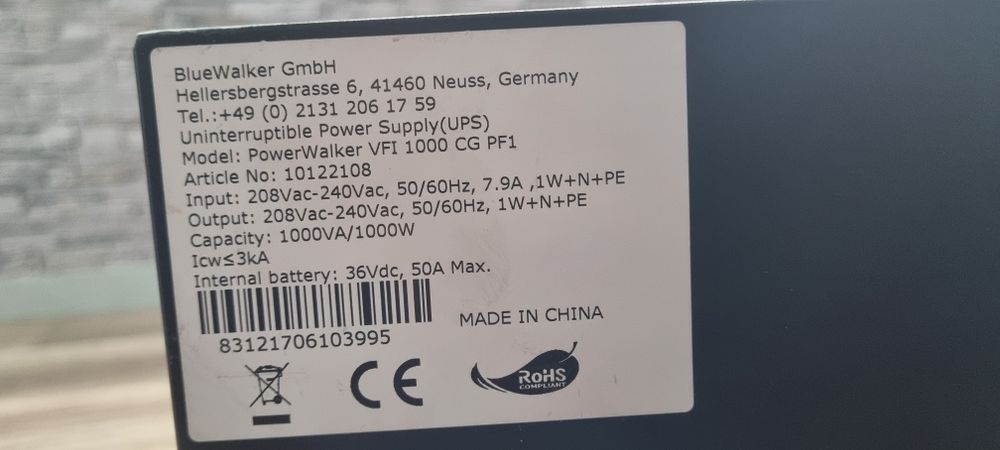 BlueWalker GmbH
Hellersbergstrasse 6, 41460 Neuss, Germany
Tel.:+49 (0) 2131 206 17 59
Uninterruptible Power Supply(UPS)
Model: PowerWalker VFI 1000 CG PF1
Article No: 10122108
Input: 208Vac-240Vac, 50/60Hz, 7.9A ,1W+N+PE
Output: 208Vac-240Vac, 50/60Hz, 1W+N+PE
Capacity: 1000VA/1000W
Icw≤3kA
Internal battery: 36Vdc, 50A Max.
83121706103995
MADE IN CHINA
CE
RoHS
COMPLIANT